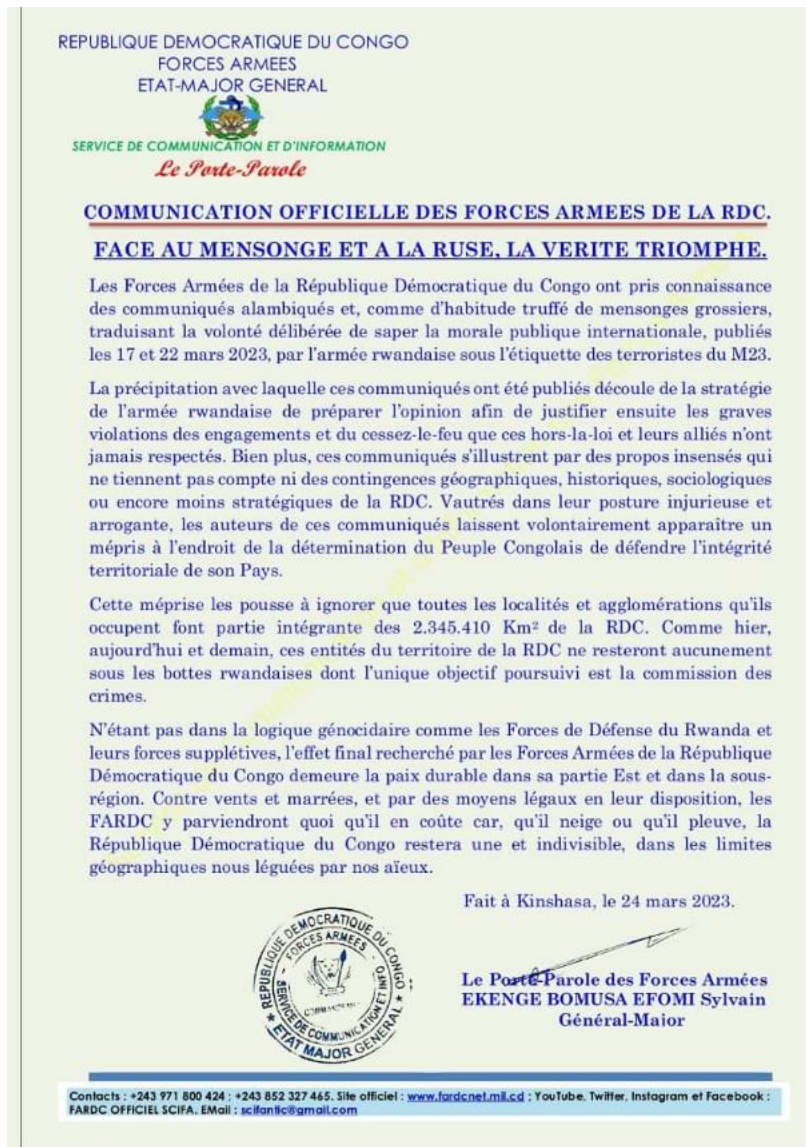 REPUBLIQUE DEMOCRATIQUE DU CONGO
FORCES ARMEES
ETAT-MAJOR GENERAL
SERVICE DE COMMUNICATION ET D'INFORMATION
Le Porte-Parole
COMMUNICATION OFFICIELLE DES FORCES ARMEES DE LA RDC.
FACE AU MENSONGE ET A LA RUSE, LA VERITE TRIOMPHE.
Les Forces Armées de la République Démocratique du Congo ont pris connaissance
des communiqués alambiqués et, comme d'habitude truffé de mensonges grossiers,
traduisant la volonté délibérée de saper la morale publique internationale, publiés
les 17 et 22 mars 2023, par l'armée rwandaise sous l'étiquette des terroristes du M23.
La précipitation avec laquelle ces communiqués ont été publiés découle de la stratégie
de l'armée rwandaise de préparer l'opinion afin de justifier ensuite les graves
violations des engagements et du cessez-le-feu que ces hors-la-loi et leurs alliés n'ont
jamais respectés. Bien plus, ces communiqués s'illustrent par des propos insensés qui
ne tiennent pas compte ni des contingences géographiques, historiques, sociologiques
ou encore moins stratégiques de la RDC. Vautrés dans leur posture injurieuse et
arrogante, les auteurs de ces communiqués laissent volontairement apparaître un
mépris à l'endroit de la détermination du Peuple Congolais de défendre l'intégrité
territoriale de son Pays.
Cette méprise les pousse à ignorer que toutes les localités et agglomérations qu'ils
occupent font partie intégrante des 2.345.410 Km² de la RDC. Comme hier,
aujourd'hui et demain, ces entités du territoire de la RDC ne resteront aucunement
sous les bottes rwandaises dont l'unique objectif poursuivi est la commission des
crimes.
N'étant pas dans la logique génocidaire comme les Forces de Défense du Rwanda et
leurs forces supplétives, l'effet final recherché par les Forces Armées de la République
Démocratique du Congo demeure la paix durable dans sa partie Est et dans la sous-
région. Contre vents et marrées, et par des moyens légaux en leur disposition, les
FARDC y parviendront quoi qu'il en coûte car, qu'il neige ou qu'il pleuve, la
République Démocratique du Congo restera une et indivisible, dans les limites
géographiques nous léguées par nos aïeux.
Fait à Kinshasa, le 24 mars 2023.
REPUBLIQUE DEMOCRATIQUE DU CONGO
FORCES ARMEES
SERVICE DE COMMUNICATION ET INFO
ETAT MAJOR GENERAL
Le Porte-Parole des Forces Armées
EKENGE BOMUSA EFOMI Sylvain
Général-Major
Contacts : +243 971 800 424 ; +243 852 327 465. Site officiel : www.fardcnet.mil.cd ; YouTube, Twitter, Instagram et Facebook :
FARDC OFFICIEL SCIFA. EMail : scifantic@gmail.com